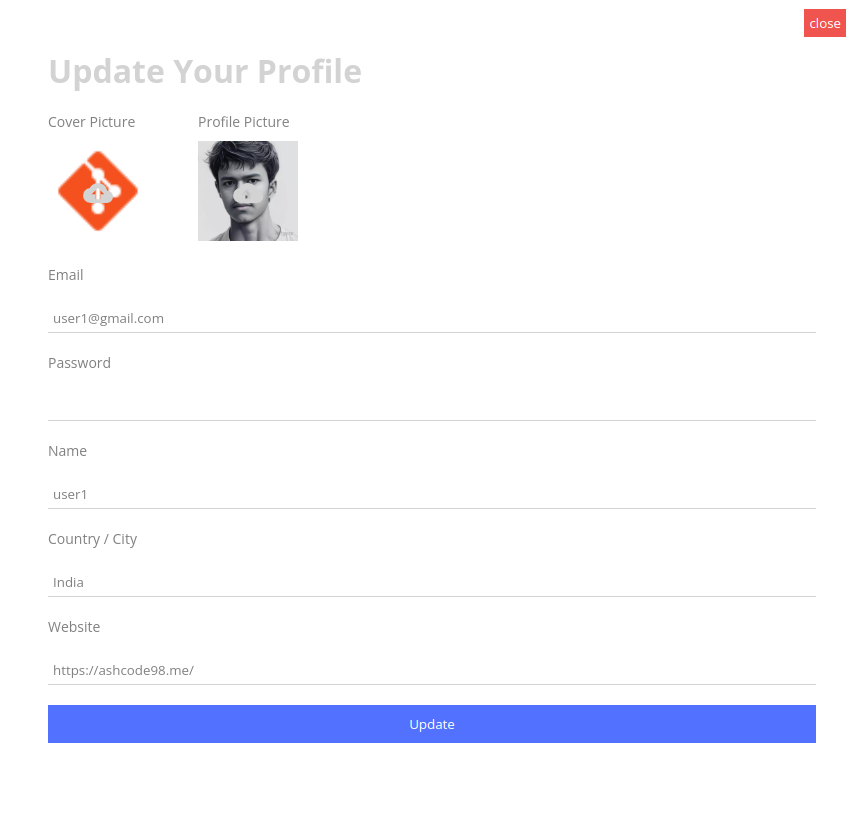 close
Update Your Profile
Cover Picture
Profile Picture
Email
user1@gmail.com
Password
Name
user1
Country / City
India
Website
https://ashcode98.me/
Update